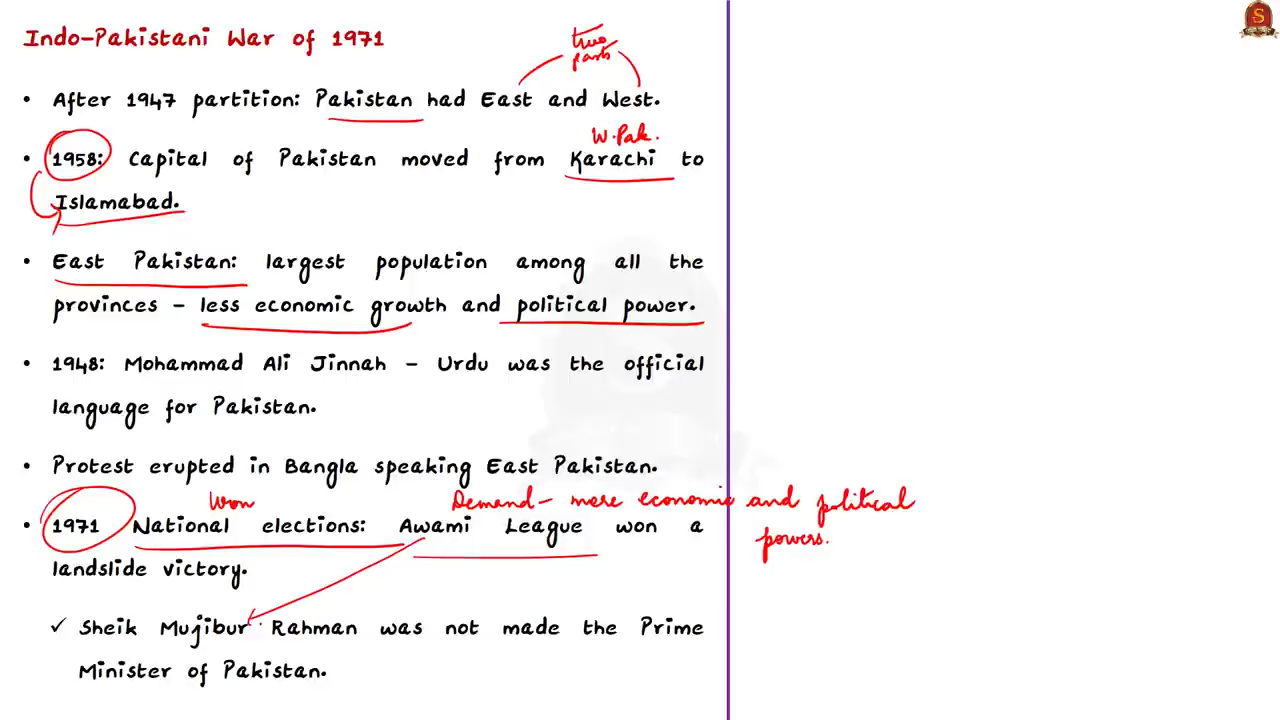 Indo-Pakistani War of 1971
two
parts
• After 1947 partition: Pakistan had East and West.
W.Pak.
• 1958: Capital of Pakistan moved from Karachi to
Islamabad.
• East Pakistan: largest population among all the
provinces – less economic growth and political power.
• 1948: Mohammad Ali Jinnah – Urdu was the official
language for Pakistan.
• Protest erupted in Bangla speaking East Pakistan.
Won
Demand – more economic and political
powers.
• 1971 National elections: Awami League won a
landslide victory.
✓ Sheik Mujibur Rahman was not made the Prime
Minister of Pakistan.